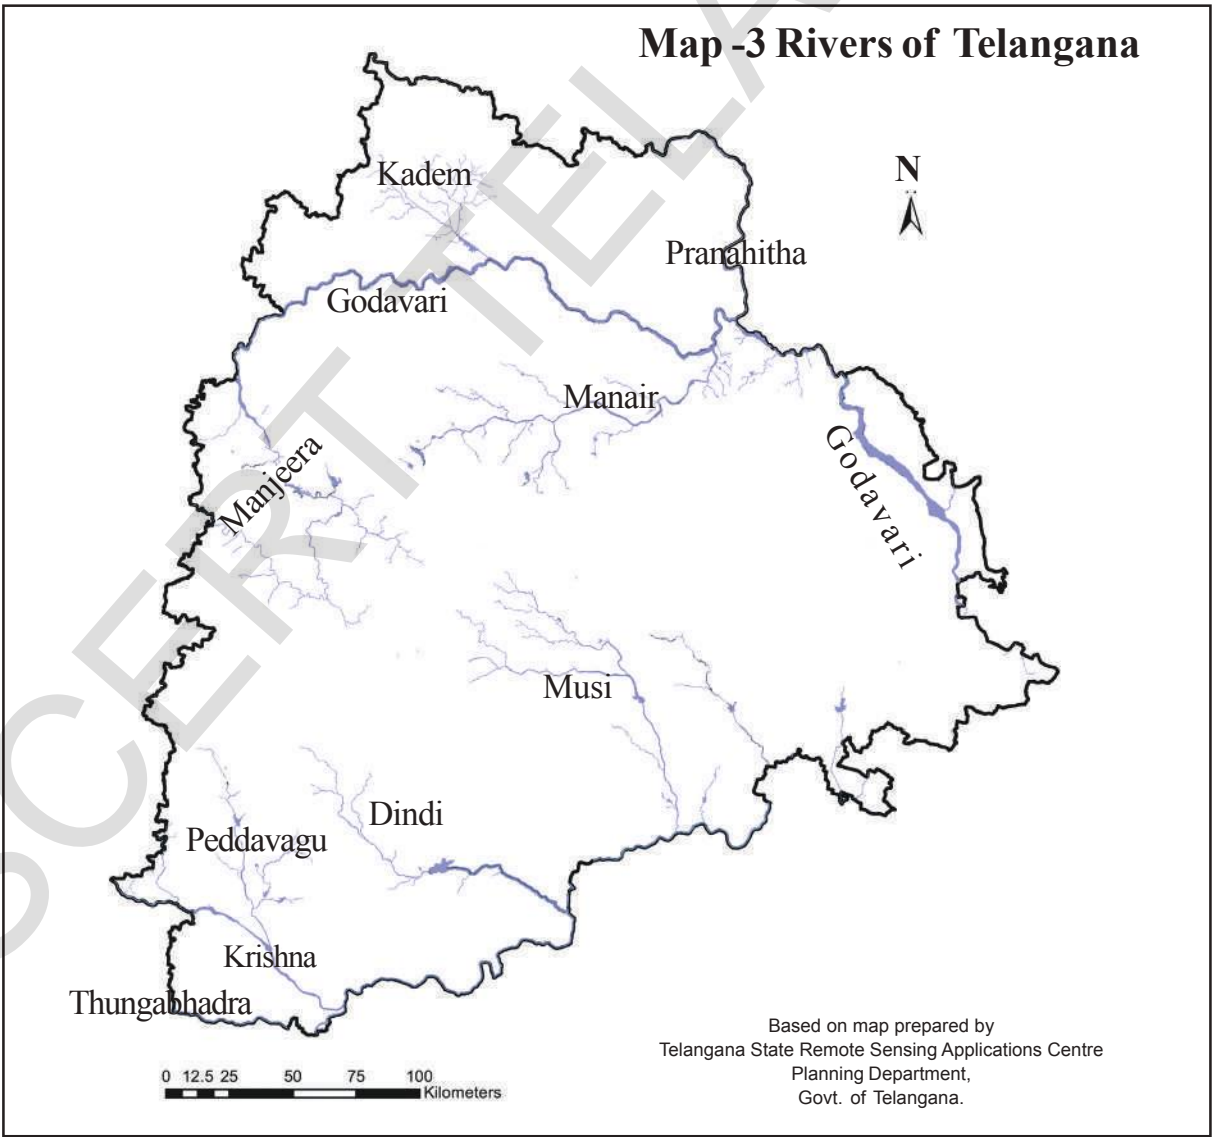 Map -3 Rivers of Telangana
N
Kadem
Pranahitha
Godavari
Manair
Godavari
Manjeera
Musi
Dindi
Peddavagu
Krishna
Thungabhadra
Based on map prepared by
Telangana State Remote Sensing Applications Centre
Planning Department,
Govt. of Telangana.
0 12.5 25 50 75 100
Kilometers
SCERT TELA